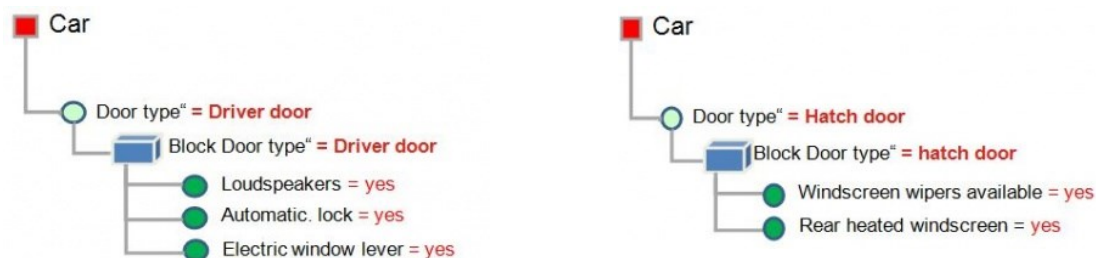 Car
Door type“ = Driver door
Block Door type“ = Driver door
Loudspeakers = yes
Automatic. lock = yes
Electric window lever = yes
Car
Door type“ = Hatch door
Block Door type“ = hatch door
Windscreen wipers available = yes
Rear heated windscreen = yes